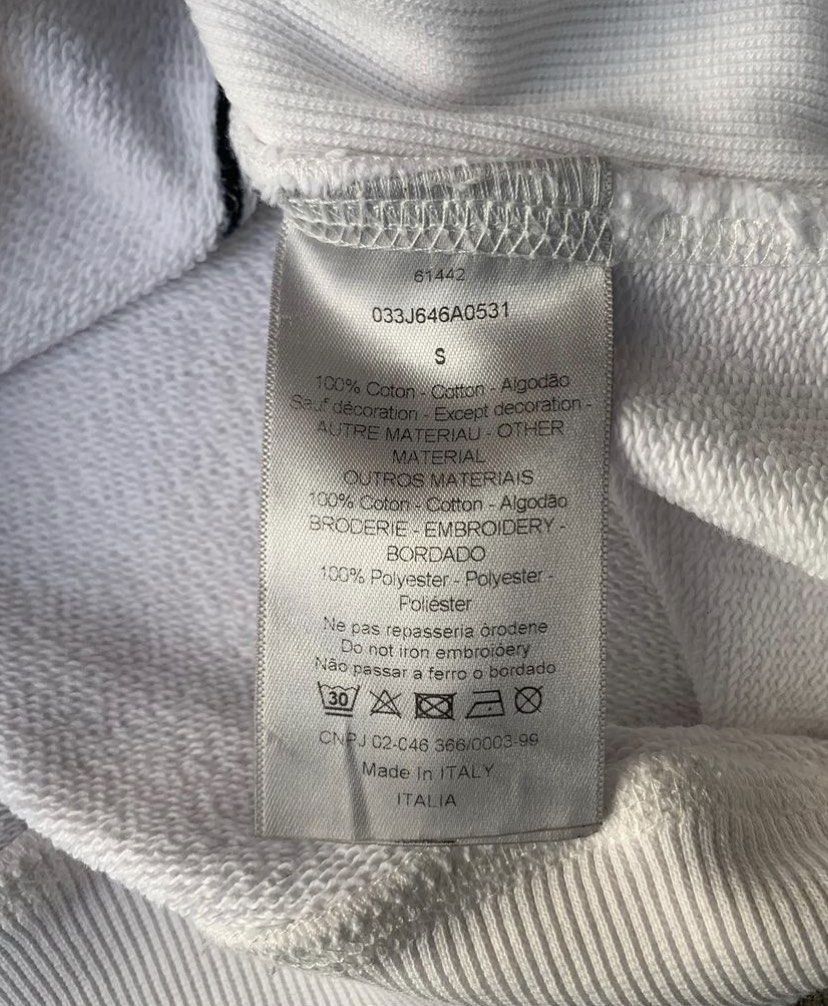 61442
033J646A0531
S
100% Coton - Cotton - Algodão
Sauf décoration - Except decoration -
AUTRE MATERIAU - OTHER
MATERIAL
OUTROS MATERIAIS
100% Coton - Cotton - Algodão
BRODERIE - EMBROIDERY -
BORDADO
100% Polyester - Polyester -
Poliéster
Ne pas repasseria òrodene
Do not iron embroióery
Não passar a ferro o bordado
30
CNPJ 02-046 366/0003-99
Made In ITALY
ITALIA